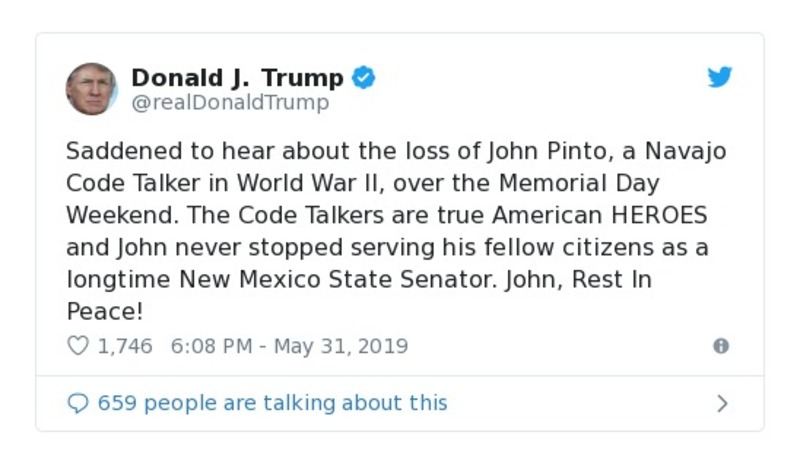 Donald J. Trump
@realDonaldTrump
Saddened to hear about the loss of John Pinto, a Navajo
Code Talker in World War II, over the Memorial Day
Weekend. The Code Talkers are true American HEROES
and John never stopped serving his fellow citizens as a
longtime New Mexico State Senator. John, Rest In
Peace!
1,746 6:08 PM - May 31, 2019
659 people are talking about this